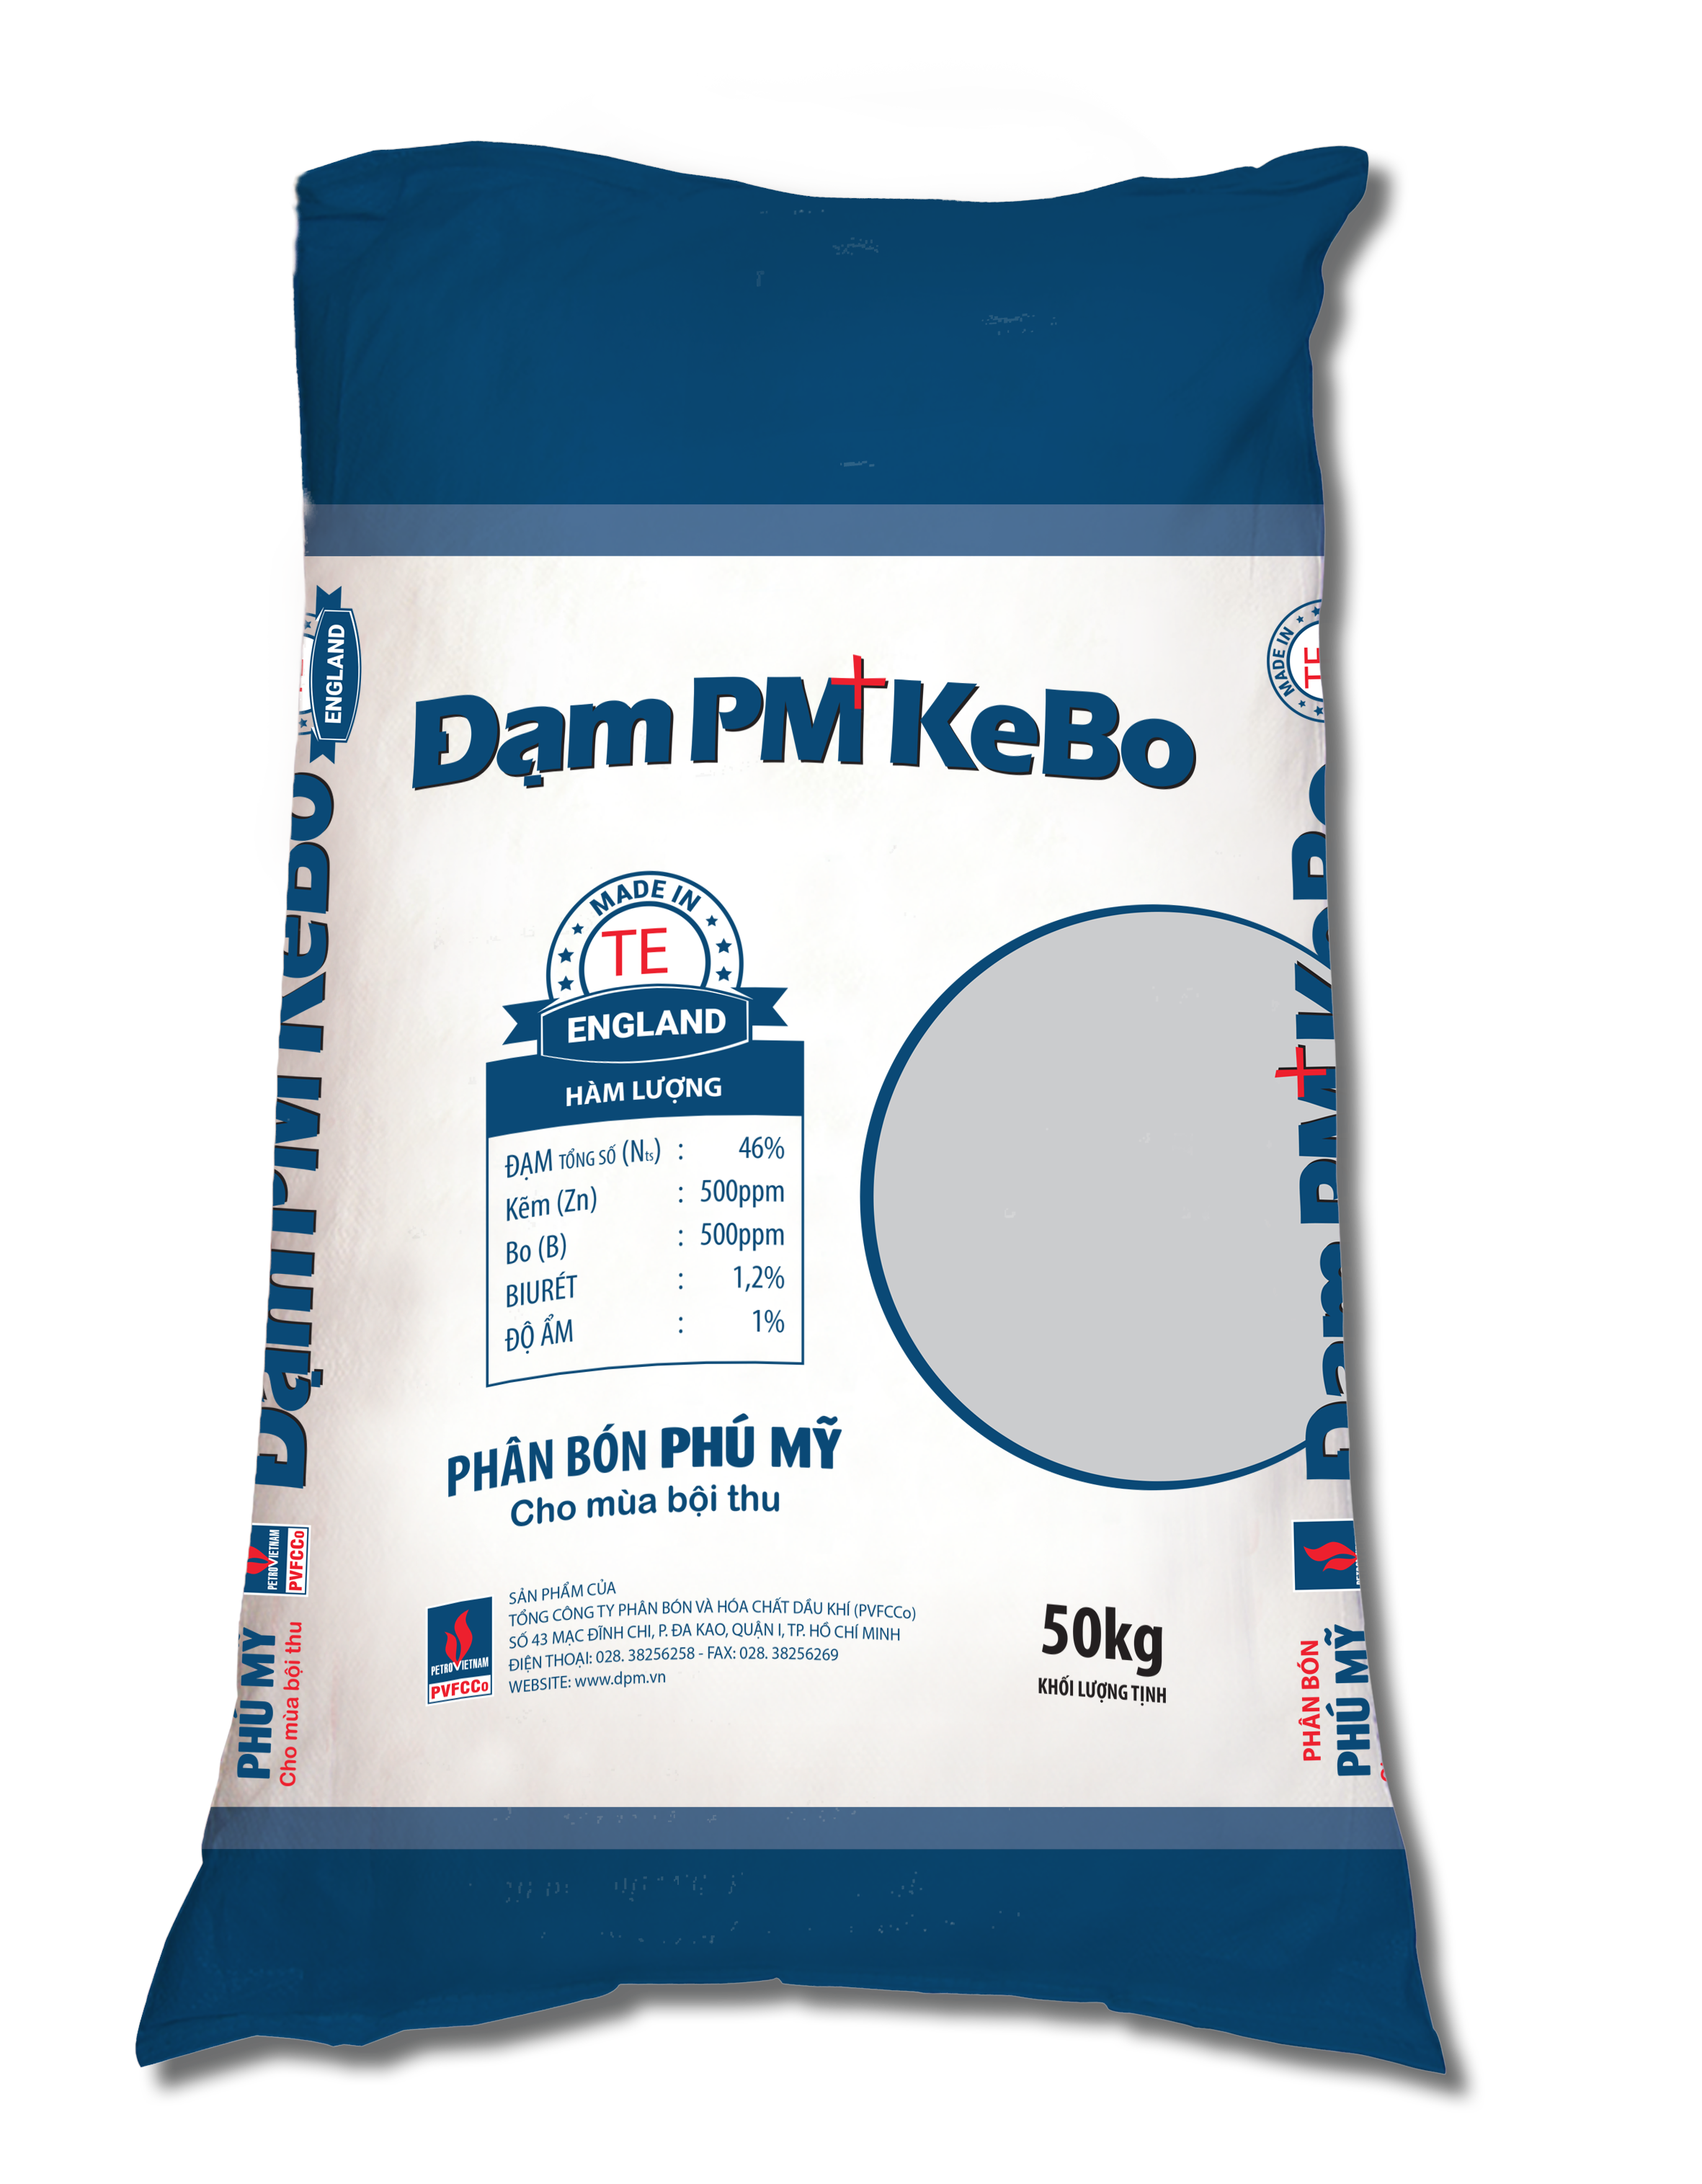 Đạm PM+KeBo
MADE IN
TE
ENGLAND
HÀM LƯỢNG
ĐẠM TỔNG SỐ (Nts) : 46%
Kẽm (Zn) : 500ppm
Bo (B) : 500ppm
BIURÉT : 1,2%
ĐỘ ẨM : 1%
PHÂN BÓN PHÚ MỸ
Cho mùa bội thu
PETROVIETNAM
PVFCCo
SẢN PHẨM CỦA
TỔNG CÔNG TY PHÂN BÓN VÀ HÓA CHẤT DẦU KHÍ (PVFCCo)
SỐ 43 MẠC ĐĨNH CHI, P. ĐA KAO, QUẬN I, TP. HỒ CHÍ MINH
ĐIỆN THOẠI: 028. 38256258 - FAX: 028. 38256269
WEBSITE: www.dpm.vn
50kg
KHỐI LƯỢNG TỊNH
ENGLAND
Đạm PM KeBo
PETROVIETNAM
PVFCCo
PHÚ MỸ
Cho mùa bội thu
MADE IN
TE
Đạm PM+KeBo
PHÂN BÓN
PHÚ MỸ